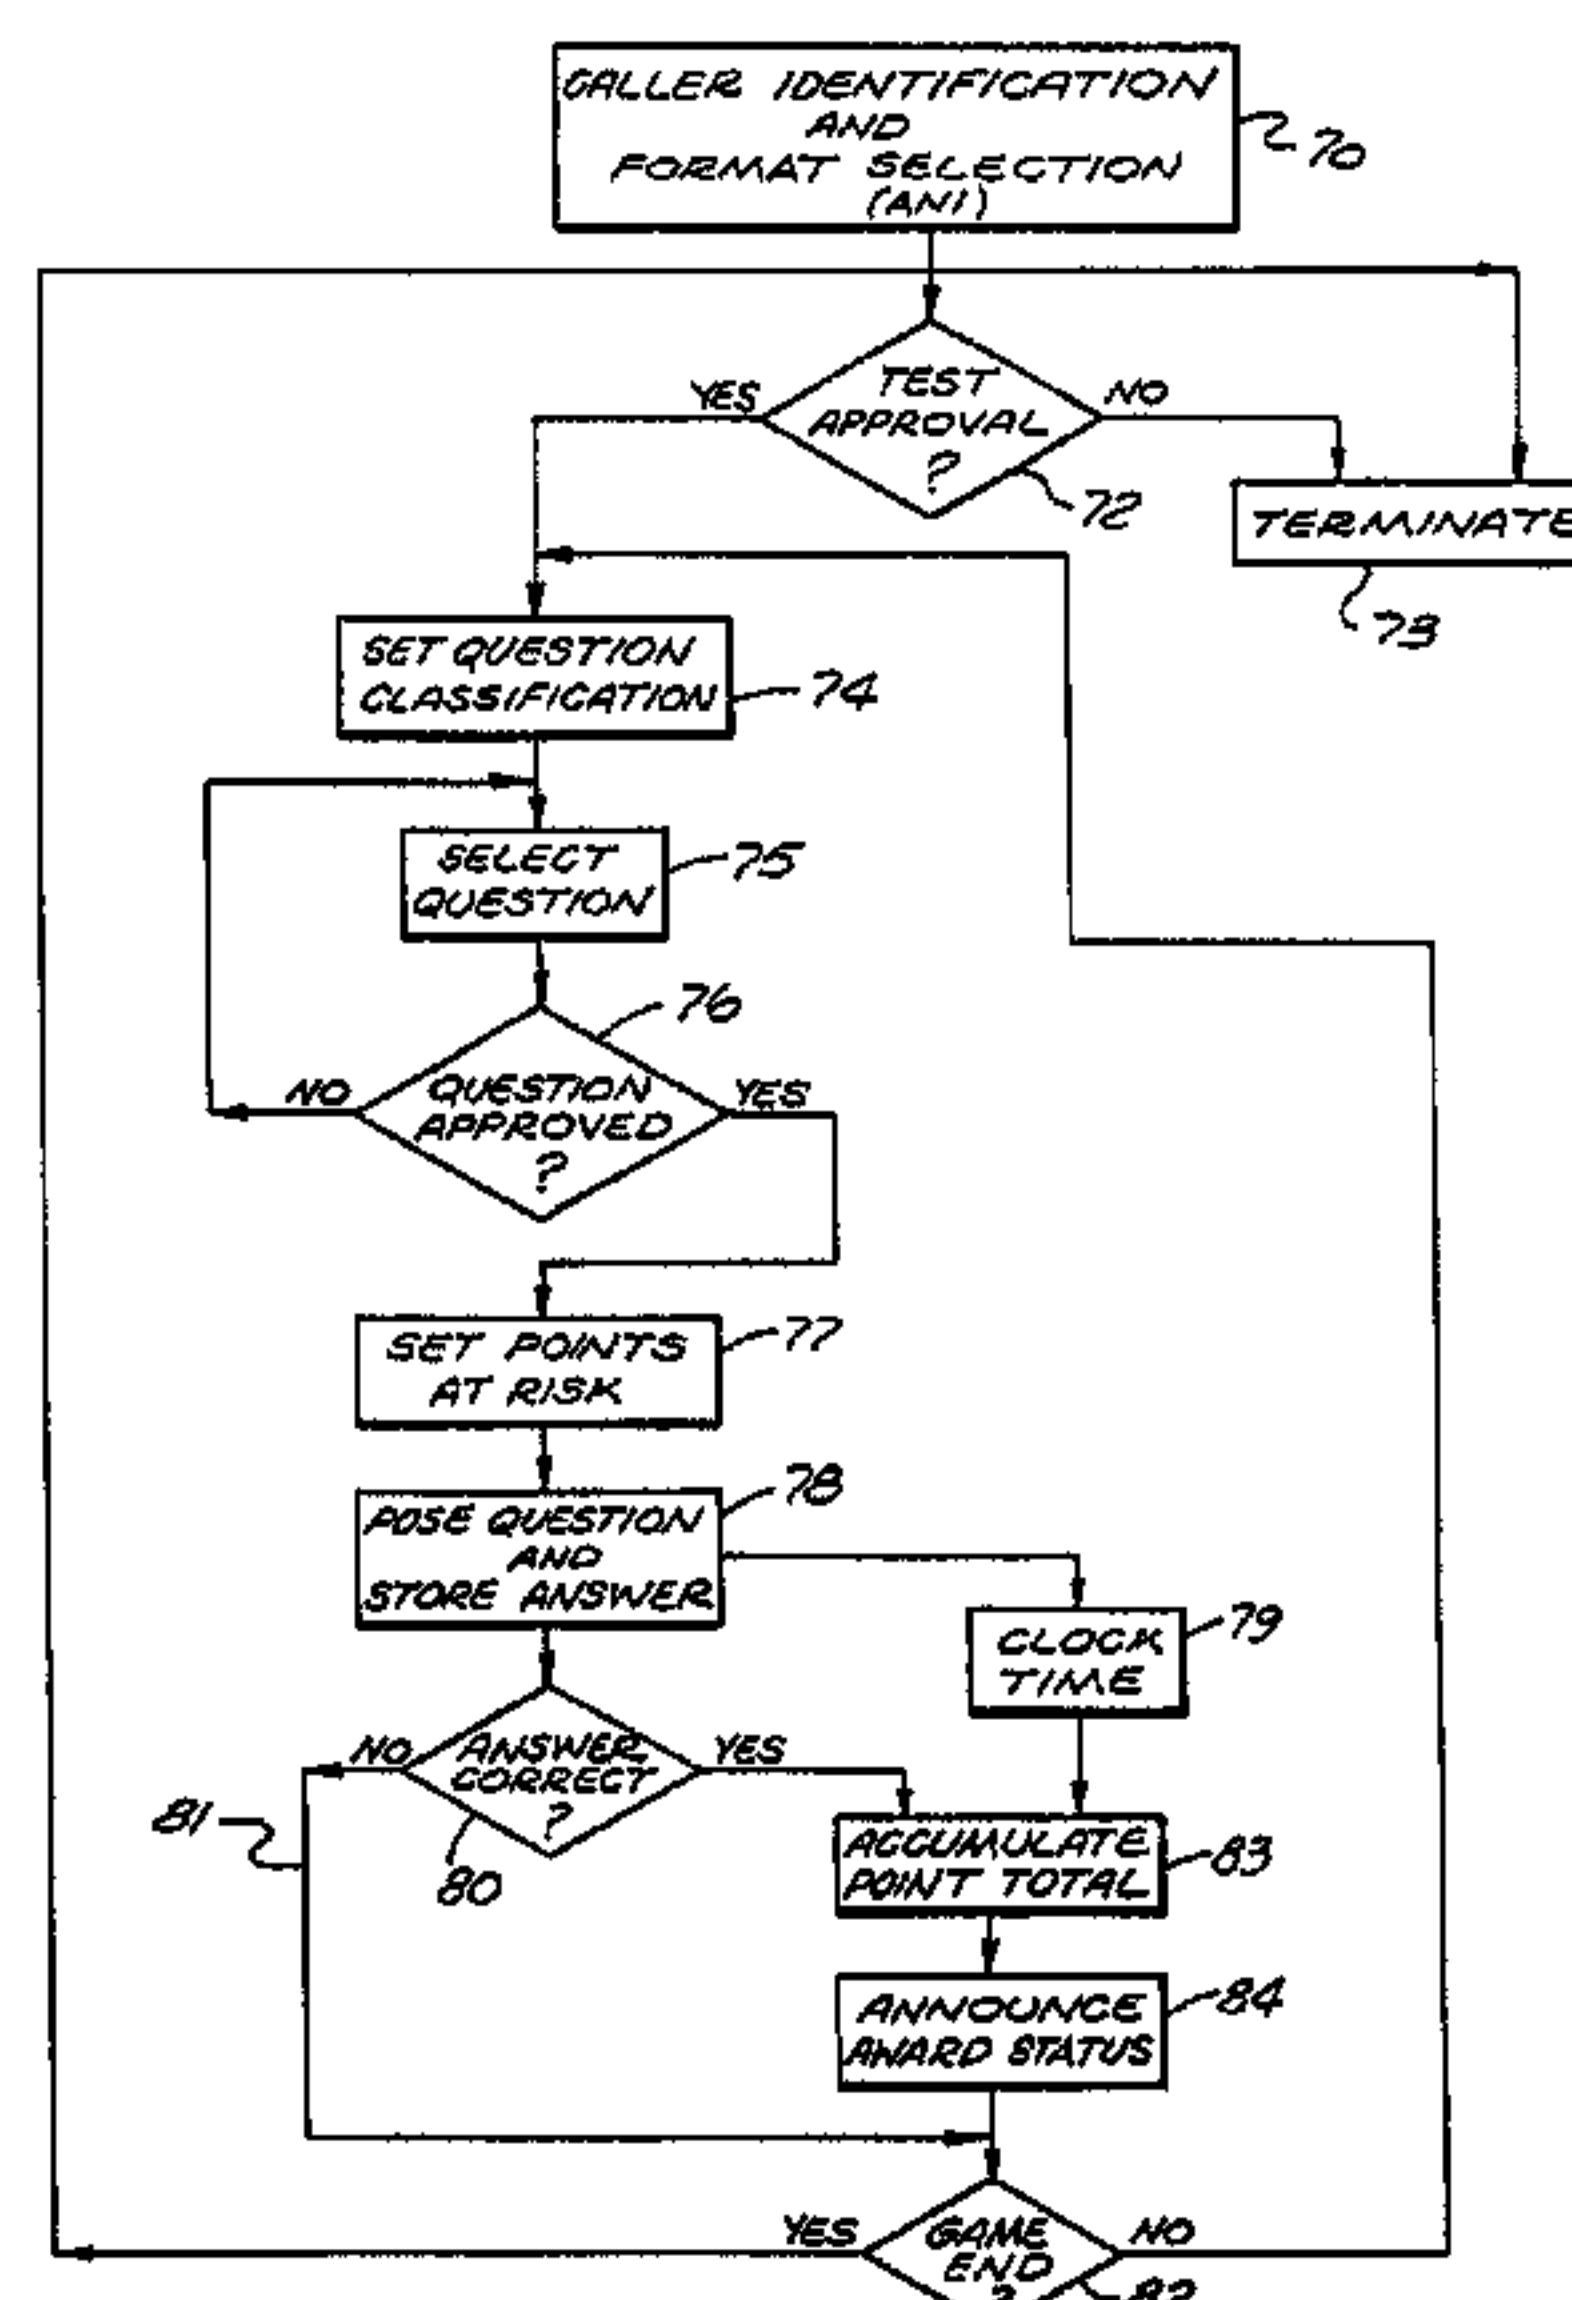 CALLER IDENTIFICATION
AND
FORMAT SELECTION
(ANI)
70
TEST
APPROVAL
?
YES
NO
72
TERMINATE
73
SET QUESTION
CLASSIFICATION
74
SELECT
QUESTION
75
76
QUESTION
APPROVED
?
NO
YES
SET POINTS
AT RISK
77
POSE QUESTION
AND
STORE ANSWER
78
CLOCK
TIME
79
NO
ANSWER
CORRECT
?
YES
80
81
ACCUMULATE
POINT TOTAL
83
ANNOUNCE
AWARD STATUS
84
YES
GAME
END
?
NO
82